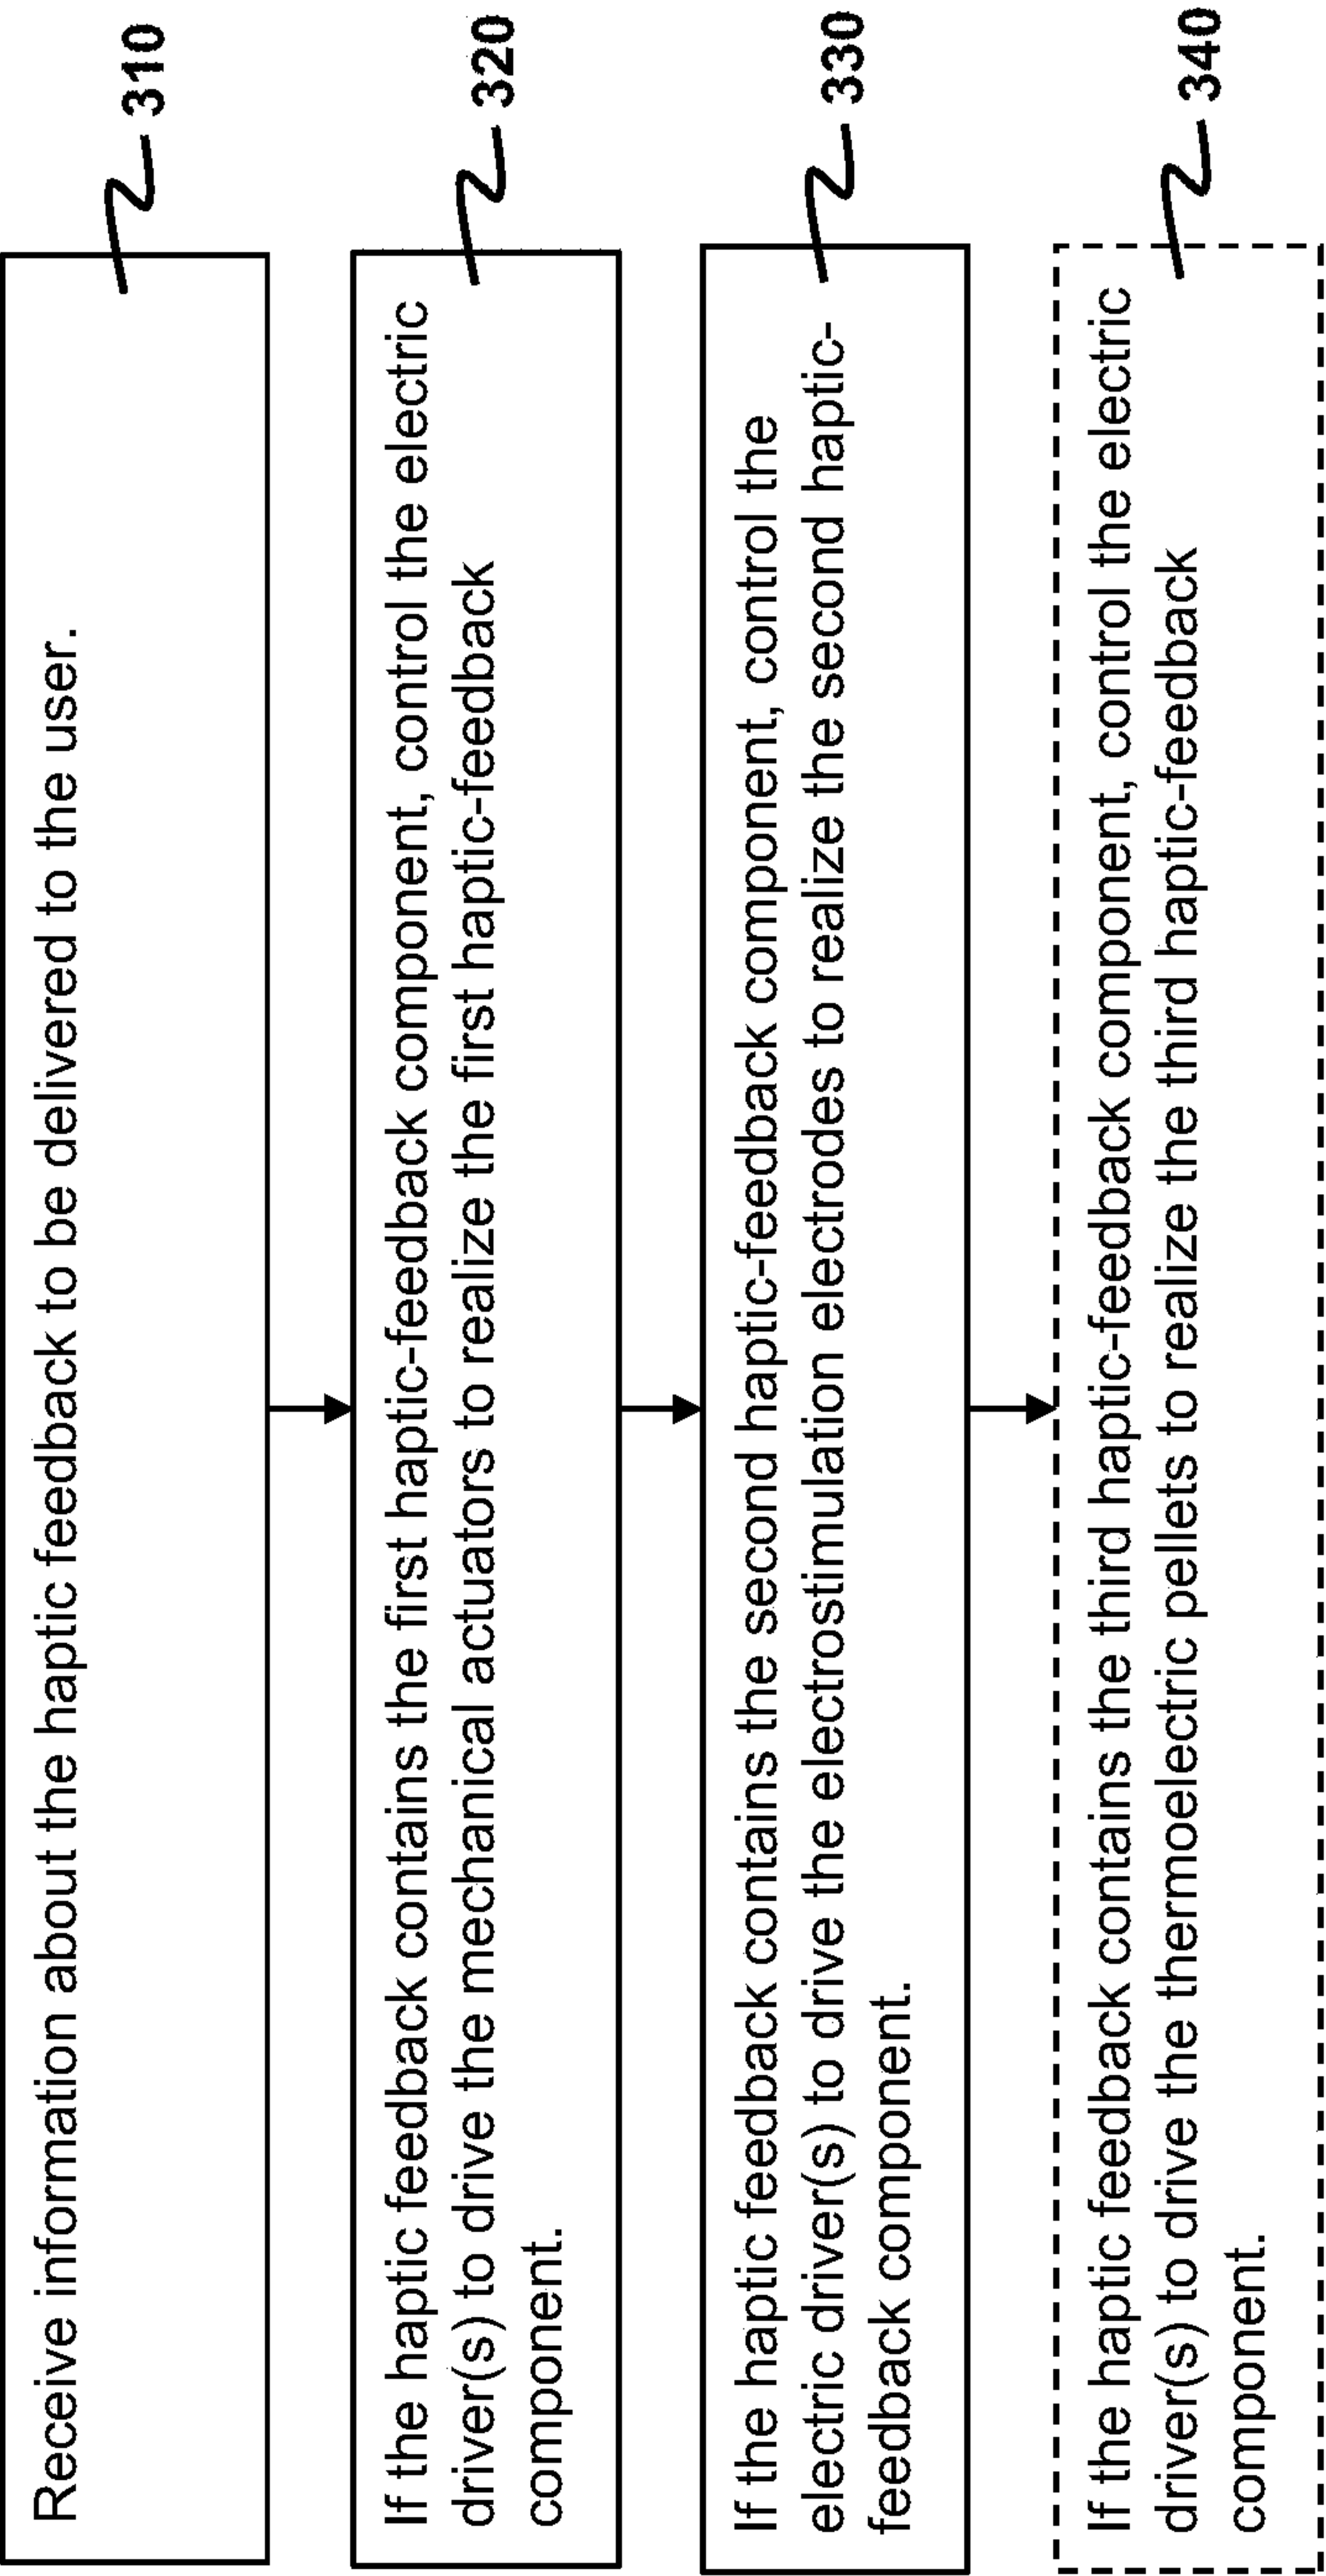 Receive information about the haptic feedback to be delivered to the user.
310
If the haptic feedback contains the first haptic-feedback component, control the electric
driver(s) to drive the mechanical actuators to realize the first haptic-feedback
component.
320
If the haptic feedback contains the second haptic-feedback component, control the
electric driver(s) to drive the electrostimulation electrodes to realize the second haptic-
feedback component.
330
If the haptic feedback contains the third haptic-feedback component, control the electric
driver(s) to drive the thermoelectric pellets to realize the third haptic-feedback
component.
340